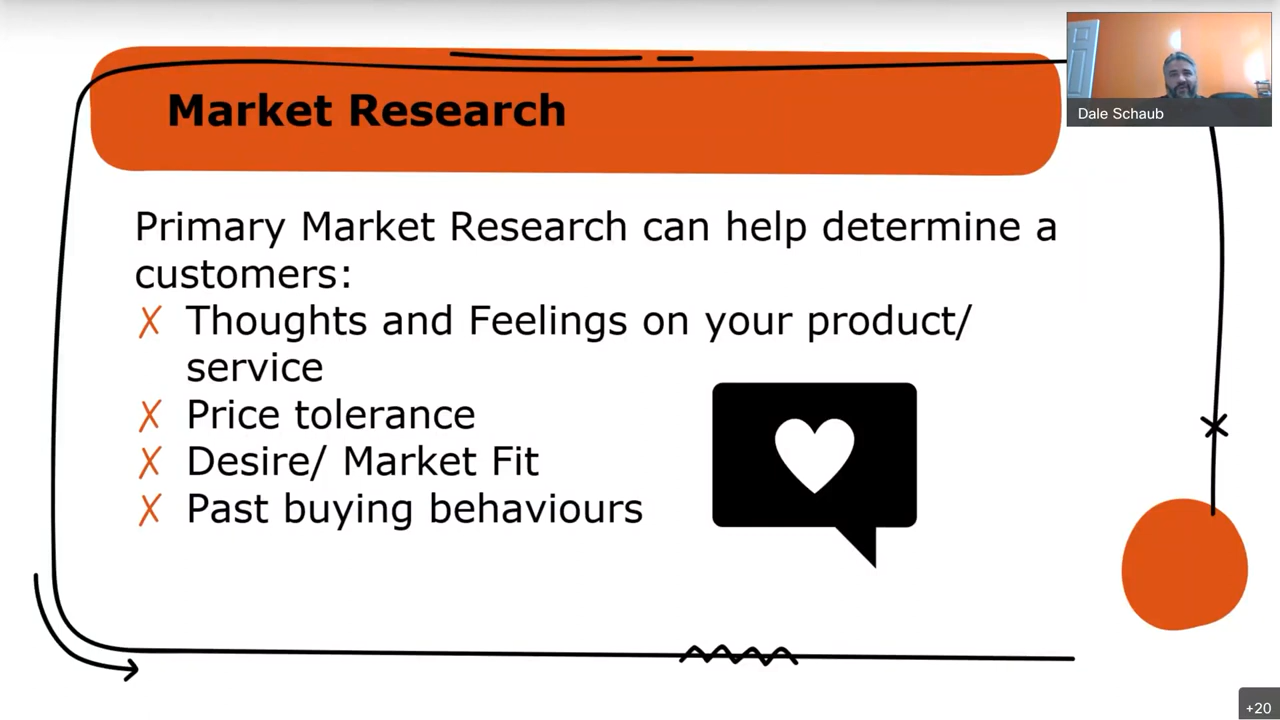 Market Research
Dale Schaub
Primary Market Research can help determine a
customers:
X Thoughts and Feelings on your product/
service
X Price tolerance
X Desire/ Market Fit
X Past buying behaviours
+20